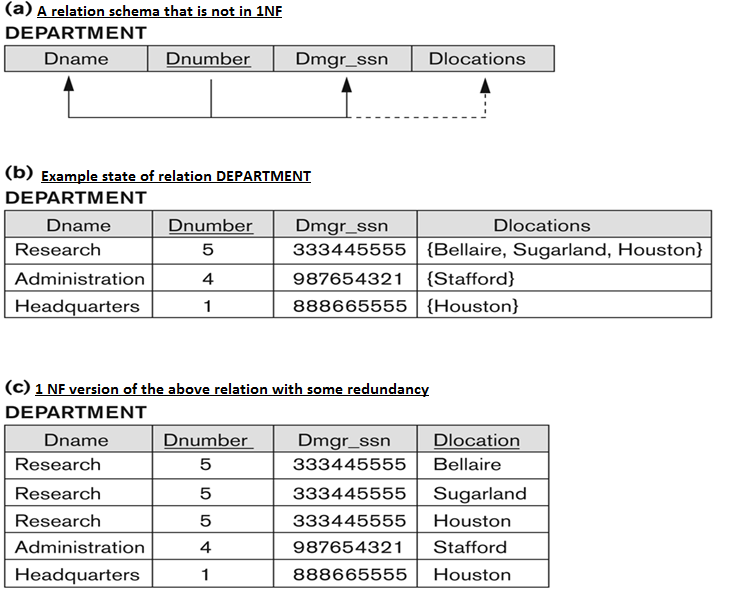 (a) A relation schema that is not in 1NF
DEPARTMENT
Dname Dnumber Dmgr_ssn Dlocations
(b) Example state of relation DEPARTMENT
DEPARTMENT
Dname Dnumber Dmgr_ssn Dlocations
Research 5 333445555 {Bellaire, Sugarland, Houston}
Administration 4 987654321 {Stafford}
Headquarters 1 888665555 {Houston}
(c) 1 NF version of the above relation with some redundancy
DEPARTMENT
Dname Dnumber Dmgr_ssn Dlocation
Research 5 333445555 Bellaire
Research 5 333445555 Sugarland
Research 5 333445555 Houston
Administration 4 987654321 Stafford
Headquarters 1 888665555 Houston